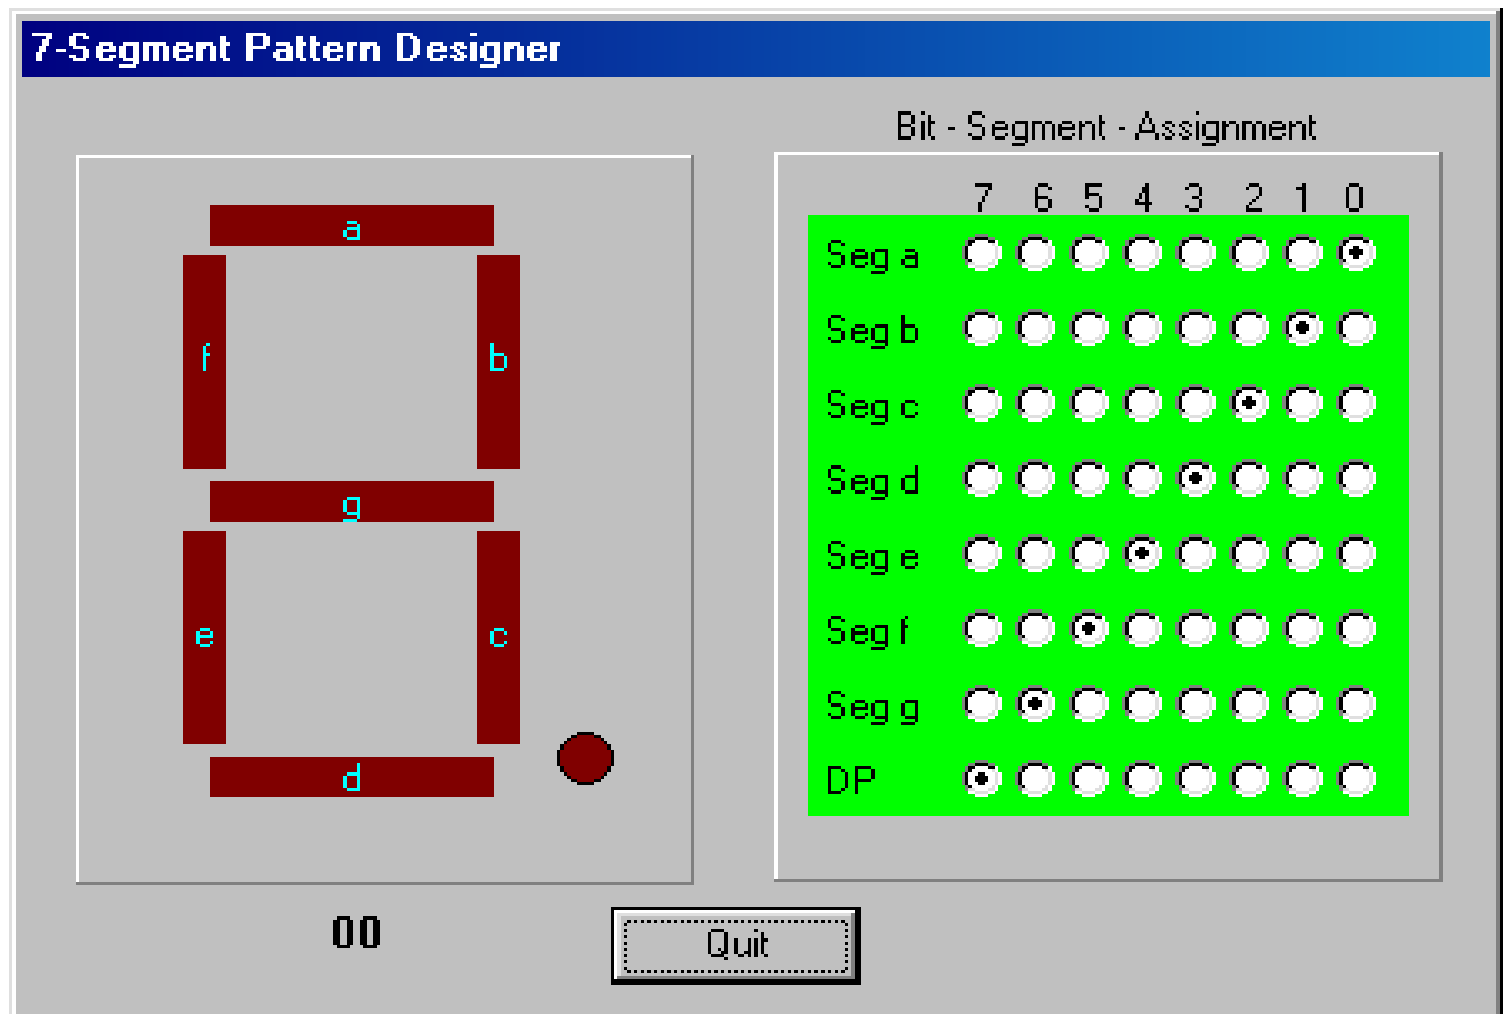 7-Segment Pattern Designer
Bit - Segment - Assignment
7 6 5 4 3 2 1 0
a
f
b
g
e
c
d
Seg a
Seg b
Seg c
Seg d
Seg e
Seg f
Seg g
DP
00
Quit